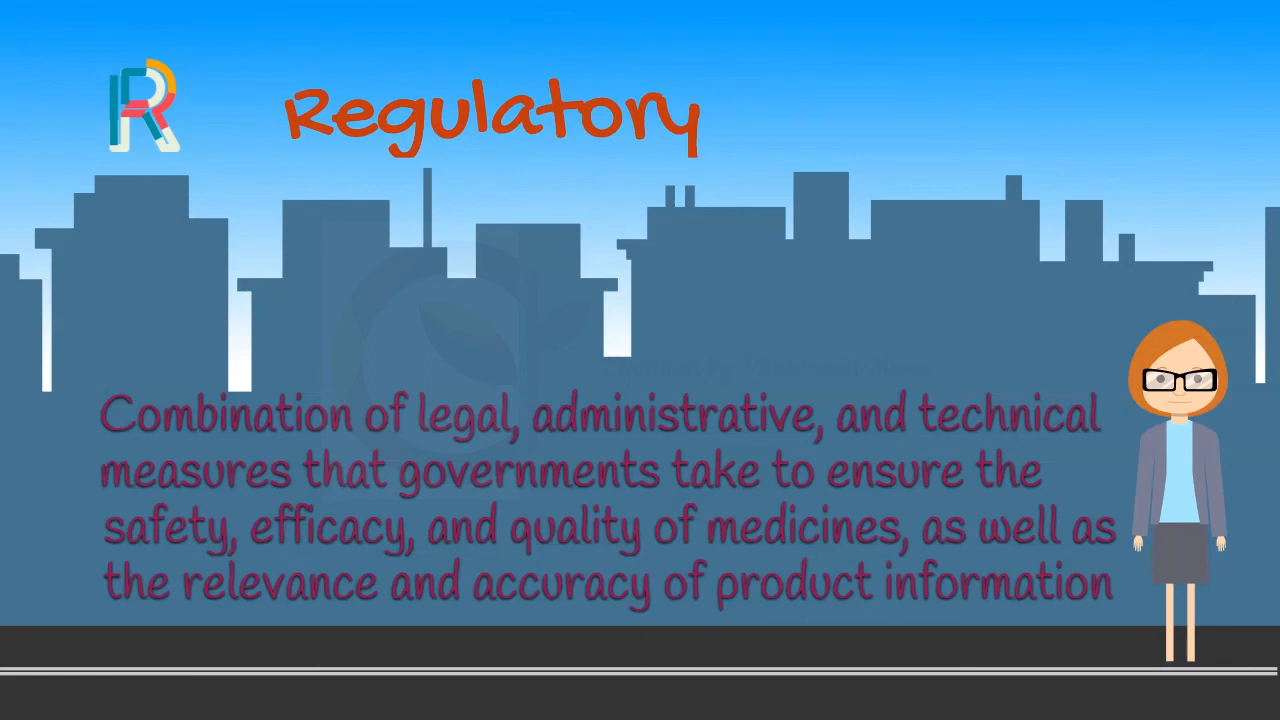 R Regulatory
Combination of legal, administrative, and technical
measures that governments take to ensure the
safety, efficacy, and quality of medicines, as well as
the relevance and accuracy of product information